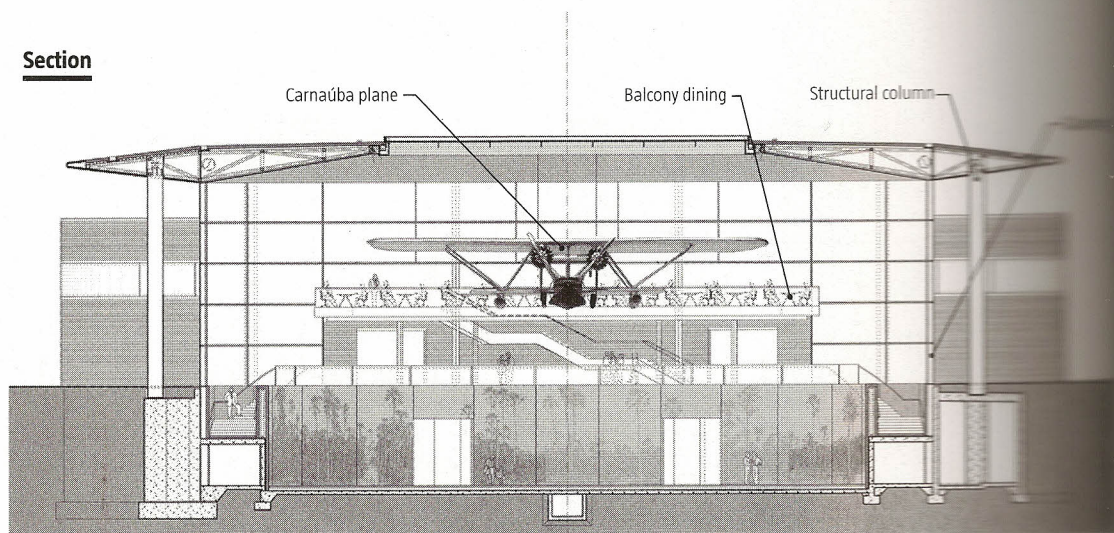 Section
Carnaúba plane
Balcony dining
Structural column